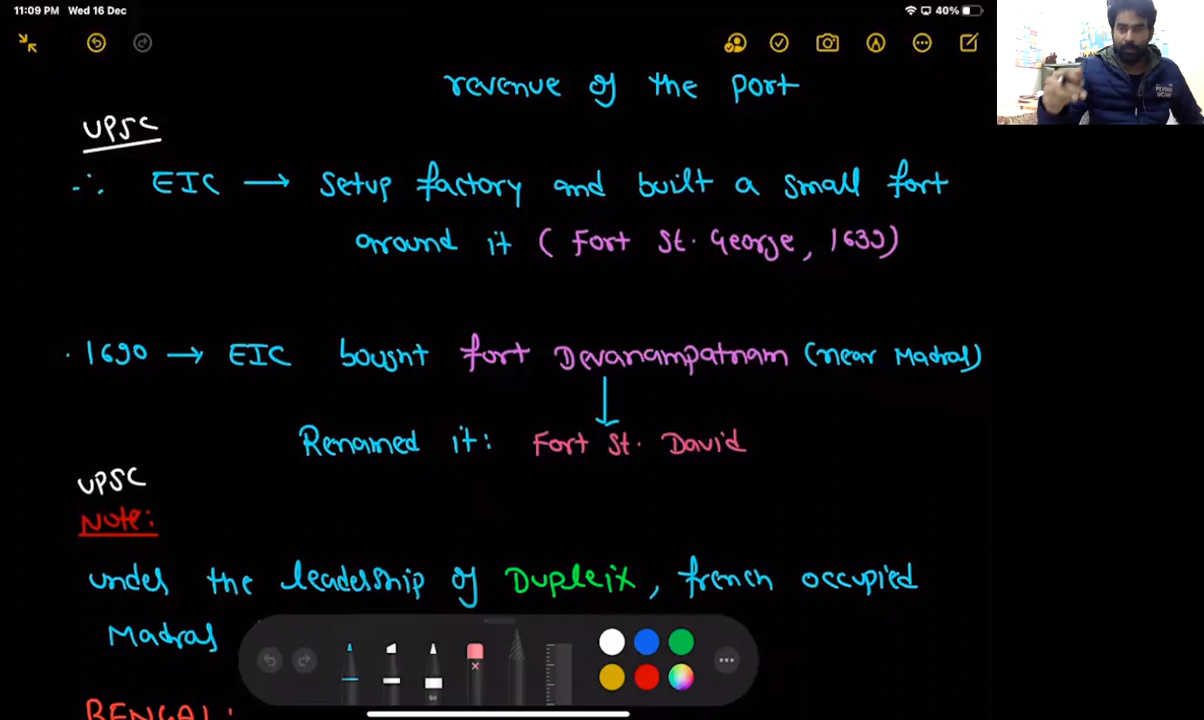 11:09 PM Wed 16 Dec
40%
revenue of the port
UPSC
∴ EIC → Setup factory and built a small fort
around it (Fort St. George, 1639)
· 1690 → EIC bought fort Devanampatnam (near Madras)
Renamed it: Fort St. David
UPSC
Note:
under the leadership of Dupleix, french occupied
Madras
BENGAL: